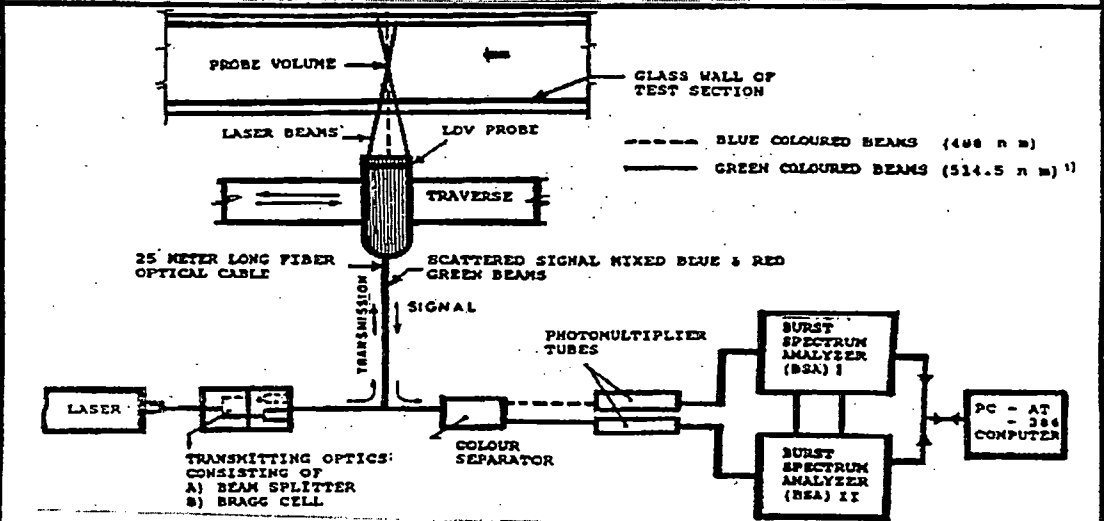 PROBE VOLUME
GLASS WALL OF
TEST SECTION
LASER BEAMS
LDV PROBE
BLUE COLOURED BEAMS (488 n m)
GREEN COLOURED BEAMS (514.5 n m) 1)
TRAVERSE
25 METER LONG FIBER
OPTICAL CABLE
SCATTERED SIGNAL MIXED BLUE & RED
GREEN BEAMS
TRANSMISSION
SIGNAL
PHOTOMULTIPLIER
TUBES
BURST
SPECTRUM
ANALYZER
(BSA) I
LASER
PC - AT
- 386
COMPUTER
COLOUR
SEPARATOR
TRANSMITTING OPTICS:
CONSISTING OF
A) BEAM SPLITTER
B) BRAGG CELL
BURST
SPECTRUM
ANALYZER
(BSA) II